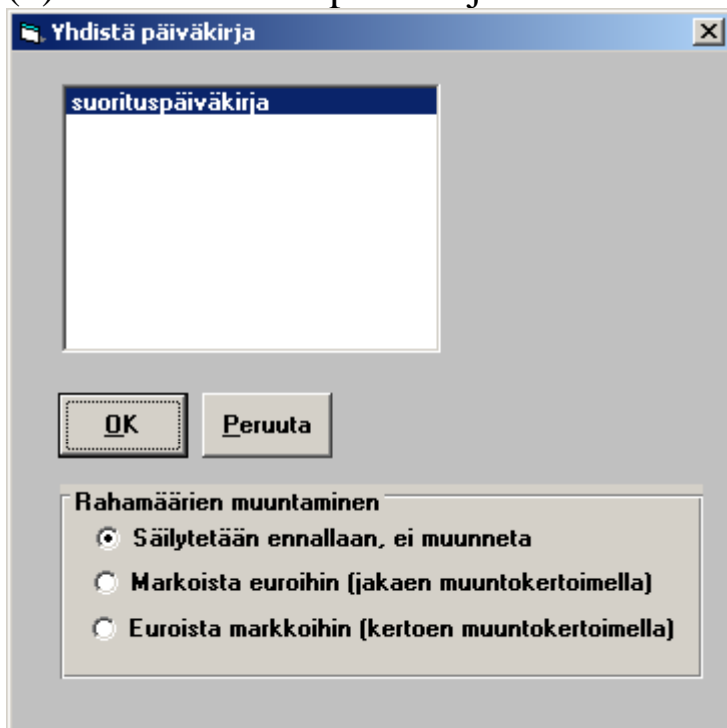 Yhdistä päiväkirja
suorituspäiväkirja
OK
Peruuta
Rahamäärien muuntaminen
Säilytetään ennallaan, ei muunneta
Markoista euroihin (jakaen muuntokertoimella)
Euroista markkoihin (kertoen muuntokertoimella)